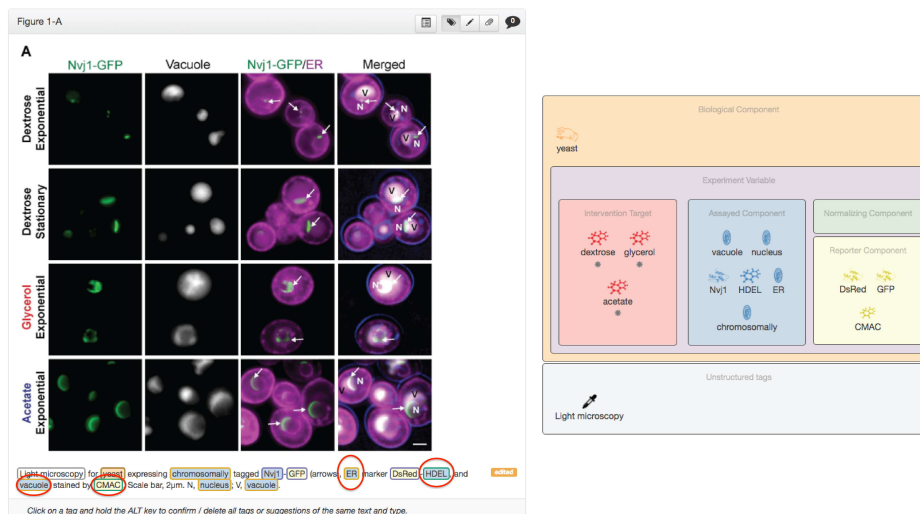 Figure 1-A
0
A
Nvj1-GFP Vacuole Nvj1-GFP/ER Merged
Dextrose
Exponential
V
N
N
V
V
N
Dextrose
Stationary
V
N
N
V
Glycerol
Exponential
V
N
Acetate
Exponential
N
V
V
N
Light microscopy for yeast expressing chromosomally tagged Nvj1-GFP (arrows), ER marker DsRed-HDEL, and
vacuole stained by CMAC. Scale bar, 2μm. N, nucleus; V, vacuole.
edited
Click on a tag and hold the ALT key to confirm / delete all tags or suggestions of the same text and type.
Biological Component
yeast
Experiment Variable
Intervention Target
dextrose glycerol
acetate
Assayed Component
vacuole nucleus
Nvj1 HDEL ER
chromosomally
Normalizing Component
Reporter Component
DsRed GFP
CMAC
Unstructured tags
Light microscopy